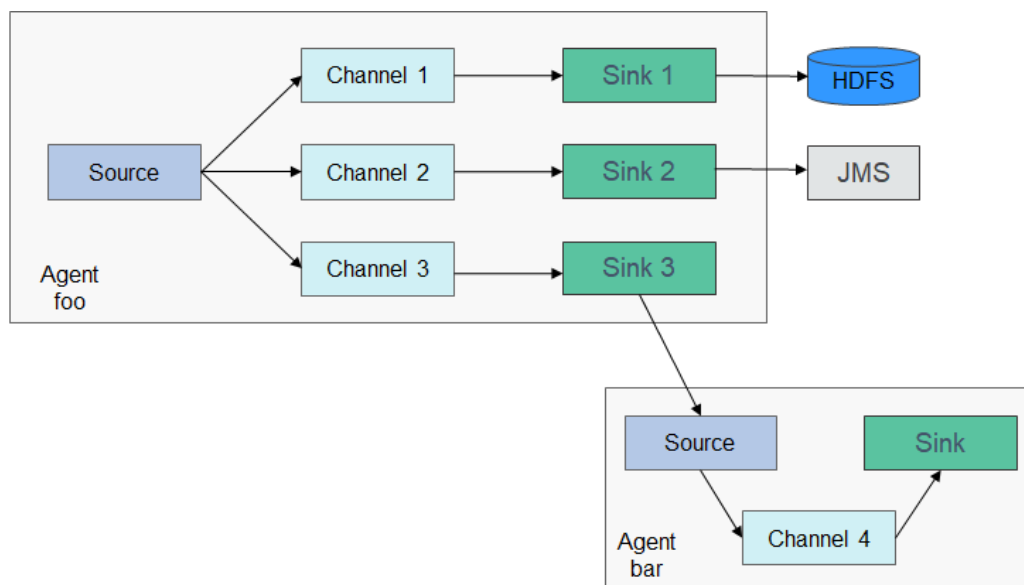 Channel 1
Sink 1
HDFS
Source
Channel 2
Sink 2
JMS
Channel 3
Sink 3
Agent
foo
Source
Sink
Channel 4
Agent
bar